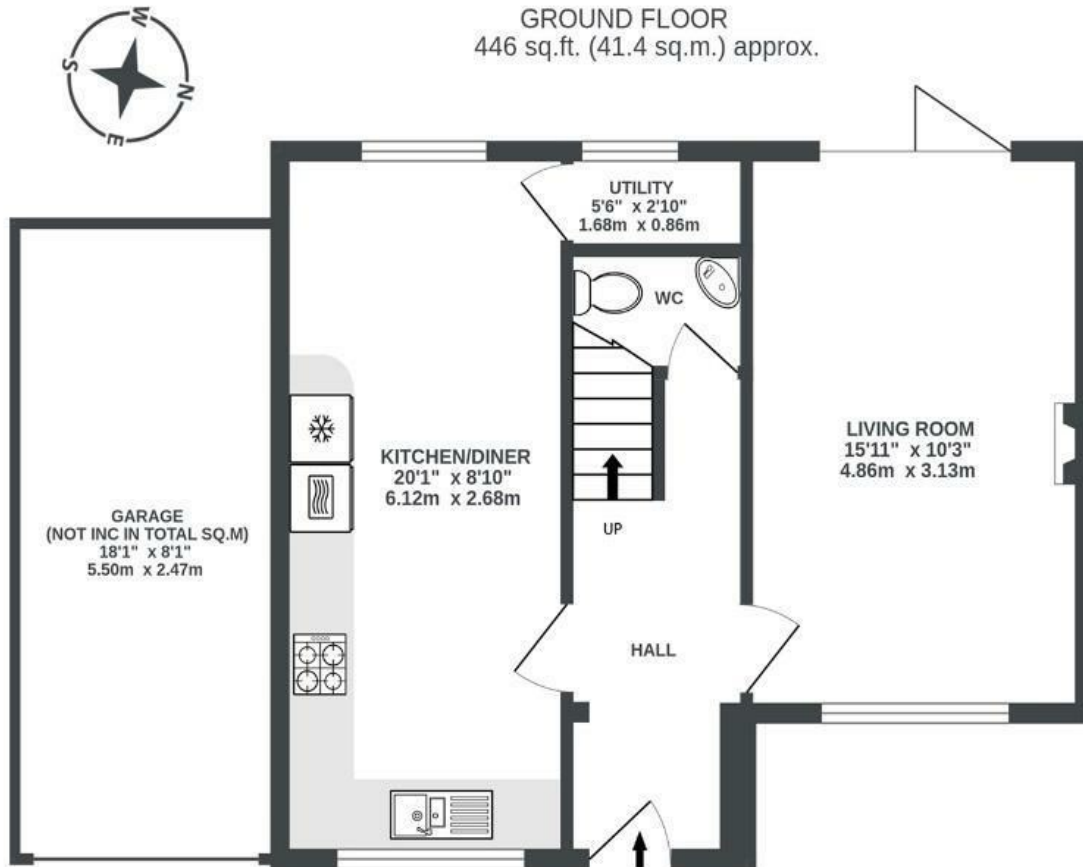 GROUND FLOOR
446 sq.ft. (41.4 sq.m.) approx.
W
S
N
E
UTILITY
5'6" x 2'10"
1.68m x 0.86m
WC
KITCHEN/DINER
20'1" x 8'10"
6.12m x 2.68m
LIVING ROOM
15'11" x 10'3"
4.86m x 3.13m
GARAGE
(NOT INC IN TOTAL SQ.M)
18'1" x 8'1"
5.50m x 2.47m
UP
HALL